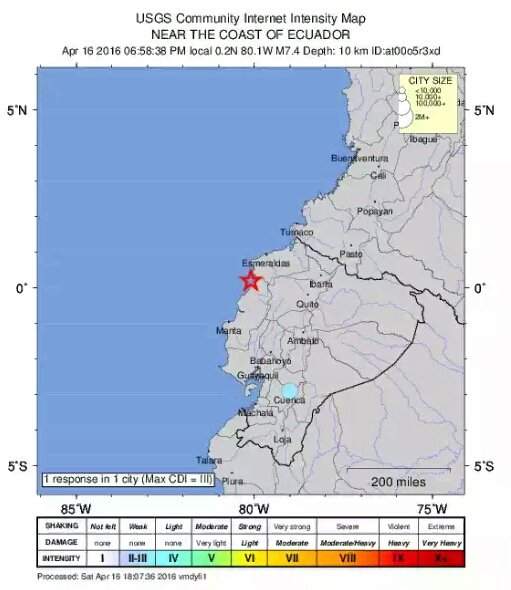 USGS Community Internet Intensity Map
NEAR THE COAST OF ECUADOR
Apr 16 2016 06:58:38 PM local 0.2N 80.1W M7.4 Depth: 10 km ID:at00o5r3xd
CITY SIZE
<10,000
10,000+
100,000+
2M+
5°N
Ibague
Buenaventura
Cali
Popayan
Tumaco
Pasto
Esmeraldas
0°
Ibarra
Quito
Manta
Ambato
Babahoyo
Guayaquil
Cuenca
Machala
Loja
Talara
5°S
Piura
1 response in 1 city (Max CDI = III)
200 miles
85°W 80°W 75°W
SHAKING Not felt Weak Light Moderate Strong Very strong Severe Violent Extreme
DAMAGE none none none Very light Light Moderate Moderate/Heavy Heavy Very Heavy
INTENSITY I II-III IV V VI VII VIII IX X+
Processed: Sat Apr 16 18:07:36 2016 vmdyfi1